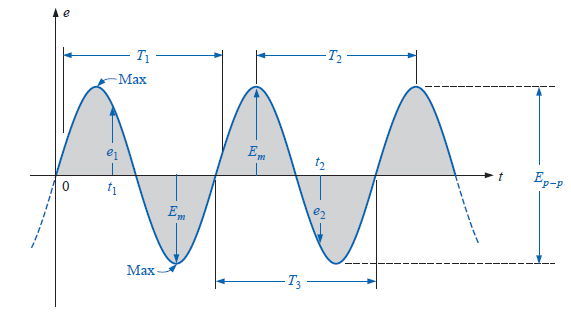 e
T1 T2
Max
e1 Em t2
0 t1 t Ep–p
Em e2
Max
T3